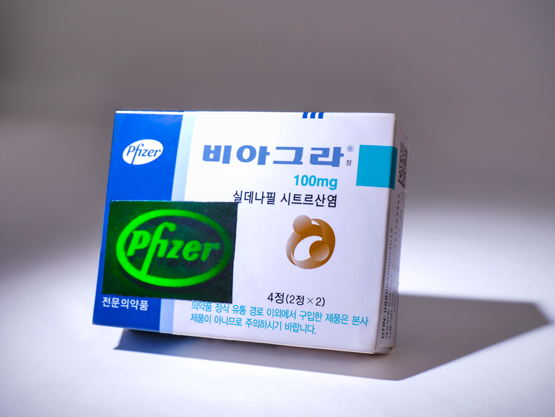 Pfizer
비아그라®
정
100mg
실데나필 시트르산염
Pfizer
4정(2정×2)
전문의약품
의약품 정식 유통 경로 이외에서 구입한 제품은 본사
제품이 아니므로 주의하시기 바랍니다.